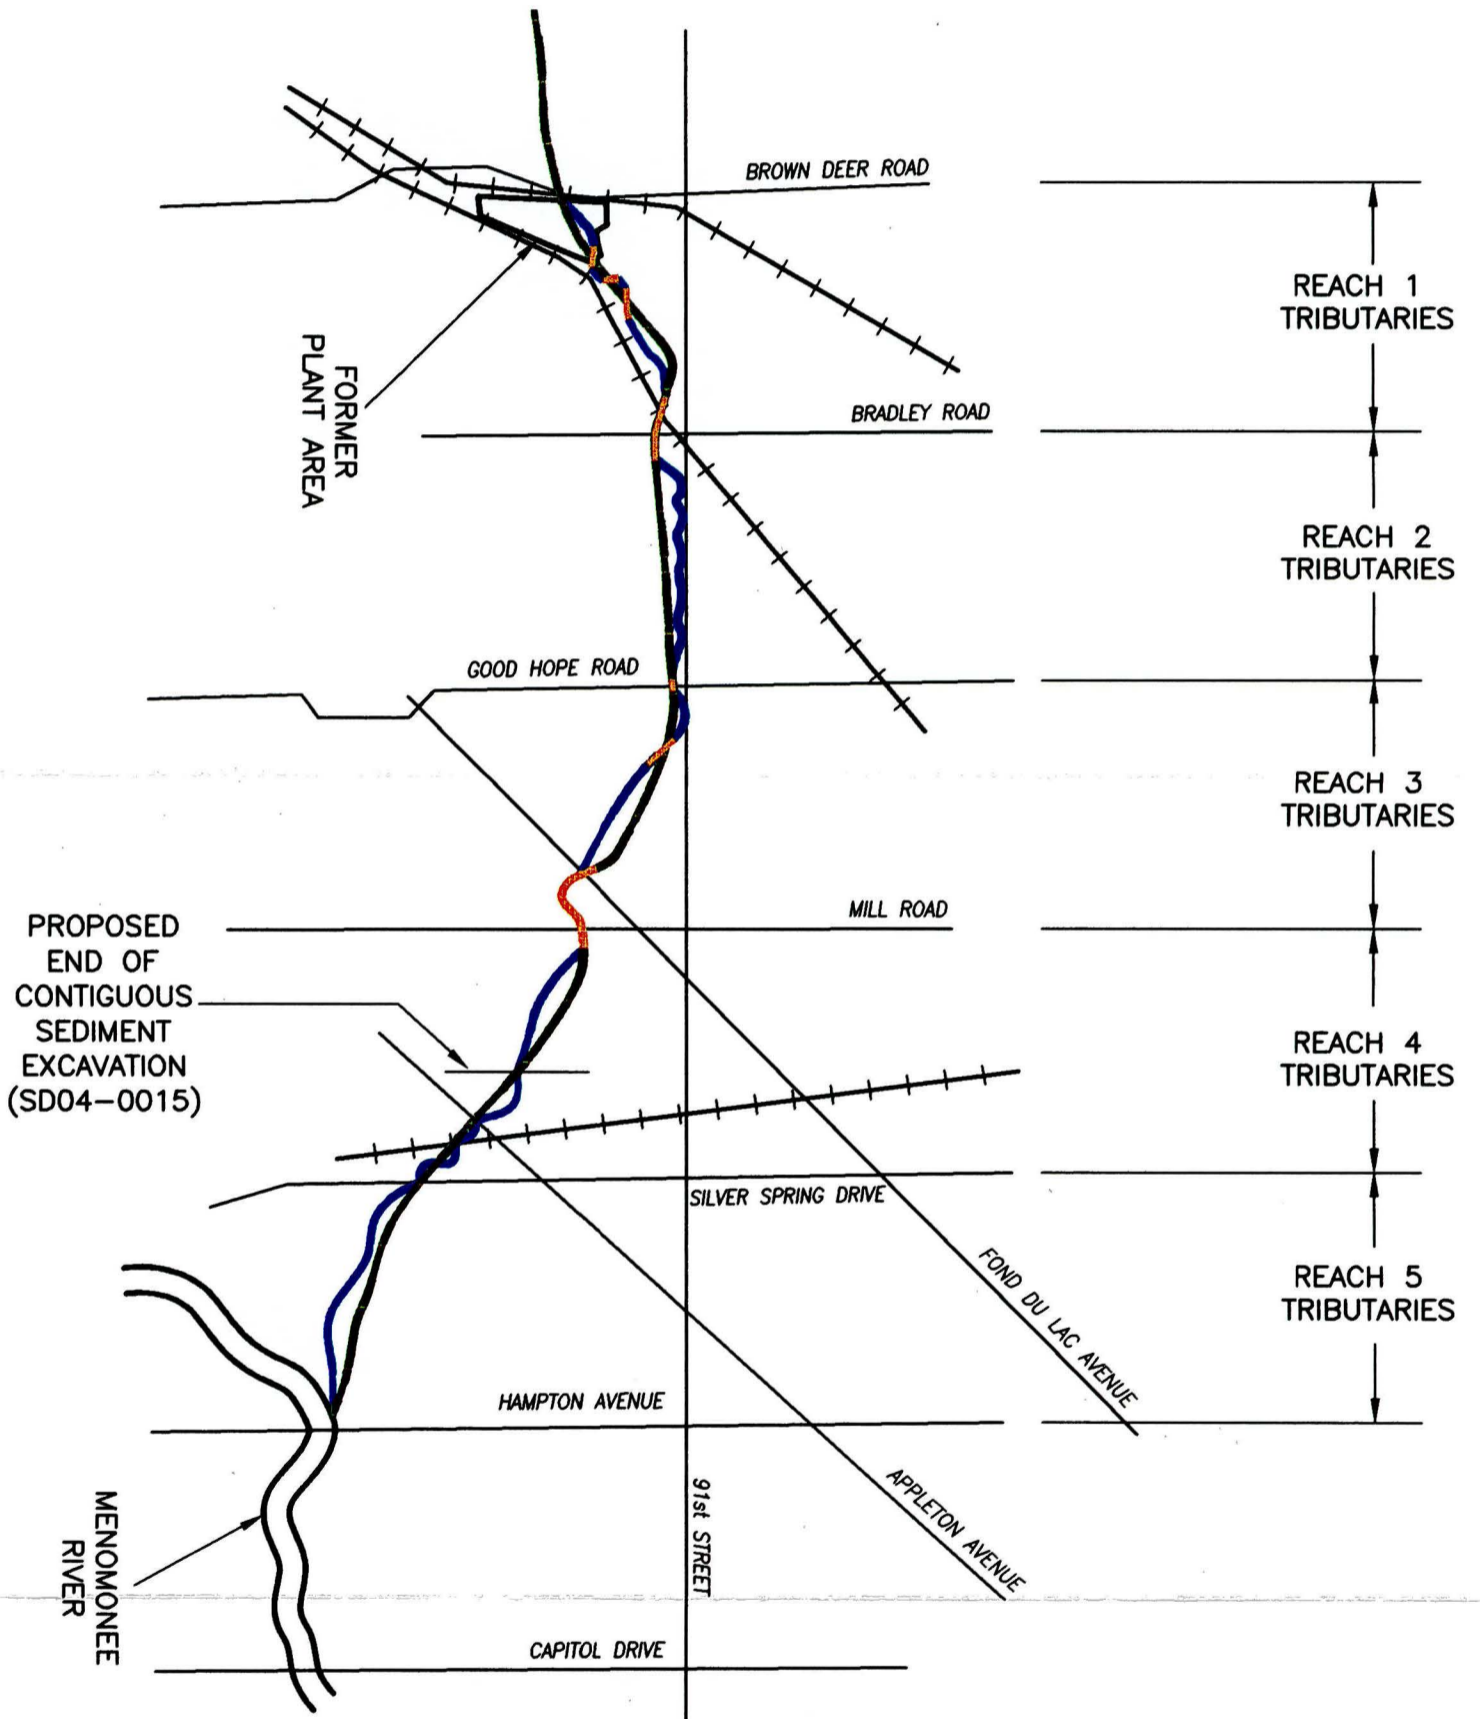 BROWN DEER ROAD
REACH 1
TRIBUTARIES
FORMER
PLANT AREA
BRADLEY ROAD
REACH 2
TRIBUTARIES
GOOD HOPE ROAD
REACH 3
TRIBUTARIES
MILL ROAD
PROPOSED
END OF
CONTIGUOUS
SEDIMENT
EXCAVATION
(SD04-0015)
REACH 4
TRIBUTARIES
SILVER SPRING DRIVE
FOND DU LAC AVENUE
REACH 5
TRIBUTARIES
HAMPTON AVENUE
APPLETON AVENUE
91st STREET
MENOMONEE
RIVER
CAPITOL DRIVE